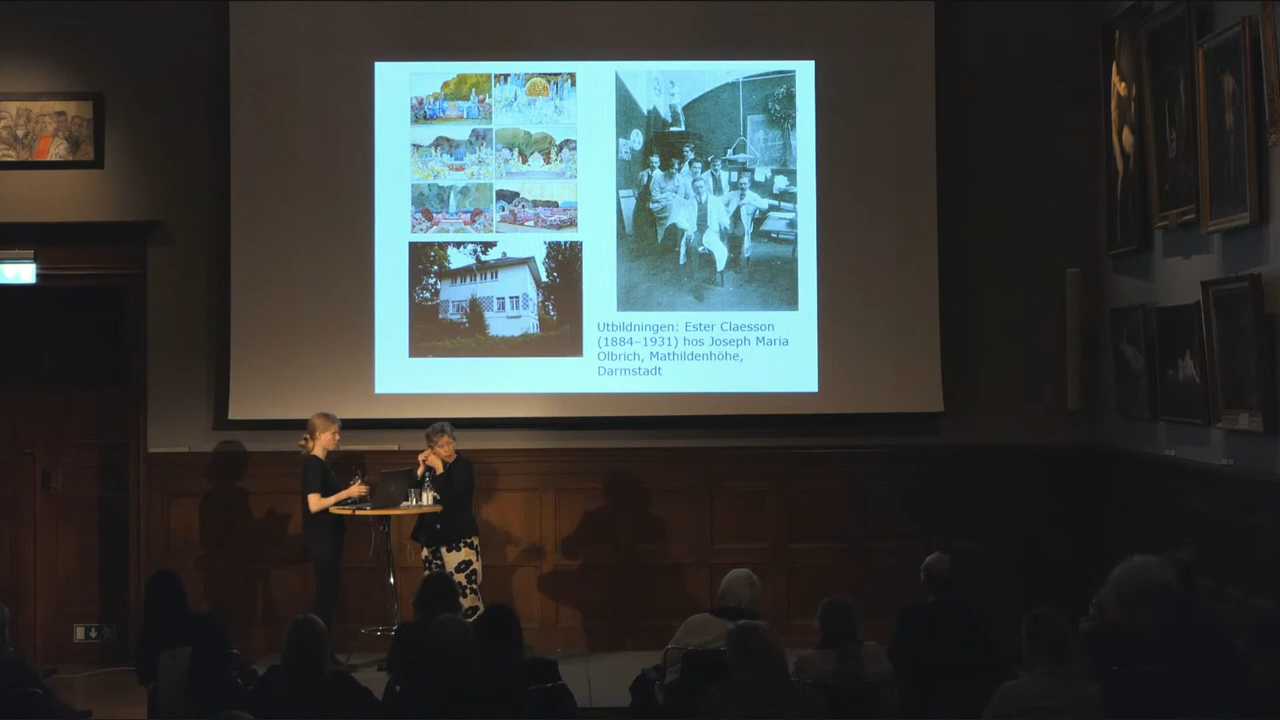 Utbildningen: Ester Claesson
(1884–1931) hos Joseph Maria
Olbrich, Mathildenhöhe,
Darmstadt